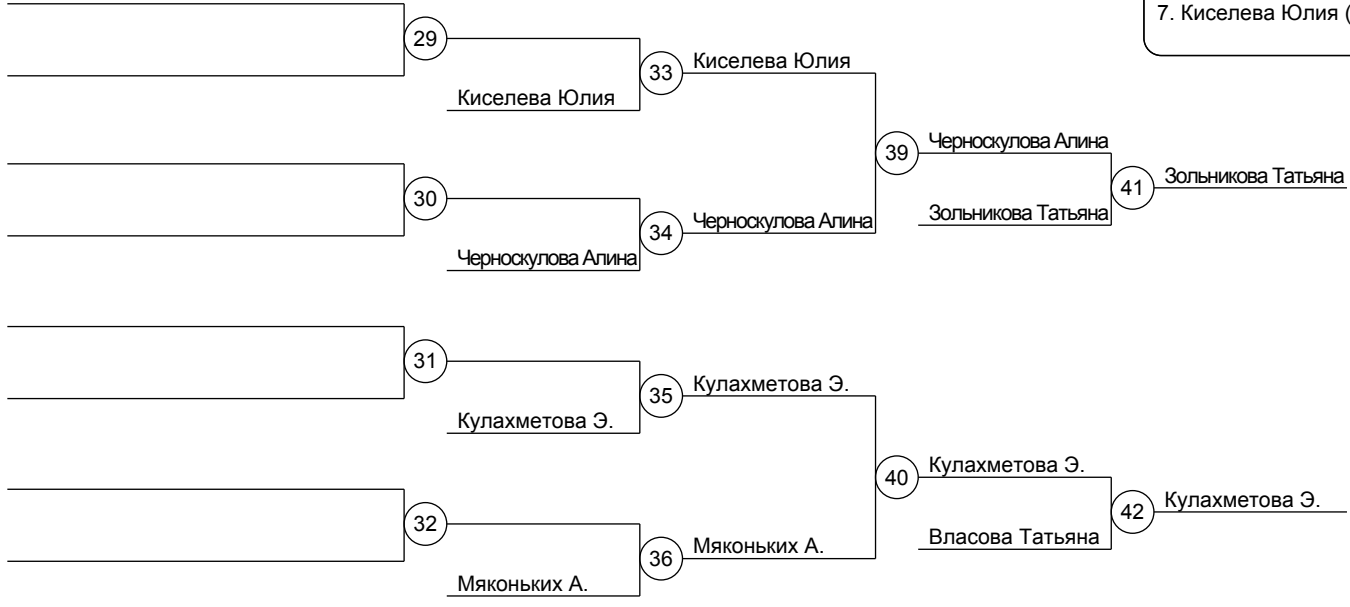 7. Киселева Юлия (
29
33
Киселева Юлия
Киселева Юлия
39
Черноскулова Алина
41
Зольникова Татьяна
30
34
Черноскулова Алина
Зольникова Татьяна
Черноскулова Алина
31
35
Кулахметова Э.
Кулахметова Э.
40
Кулахметова Э.
42
Кулахметова Э.
32
36
Мяконьких А.
Власова Татьяна
Мяконьких А.